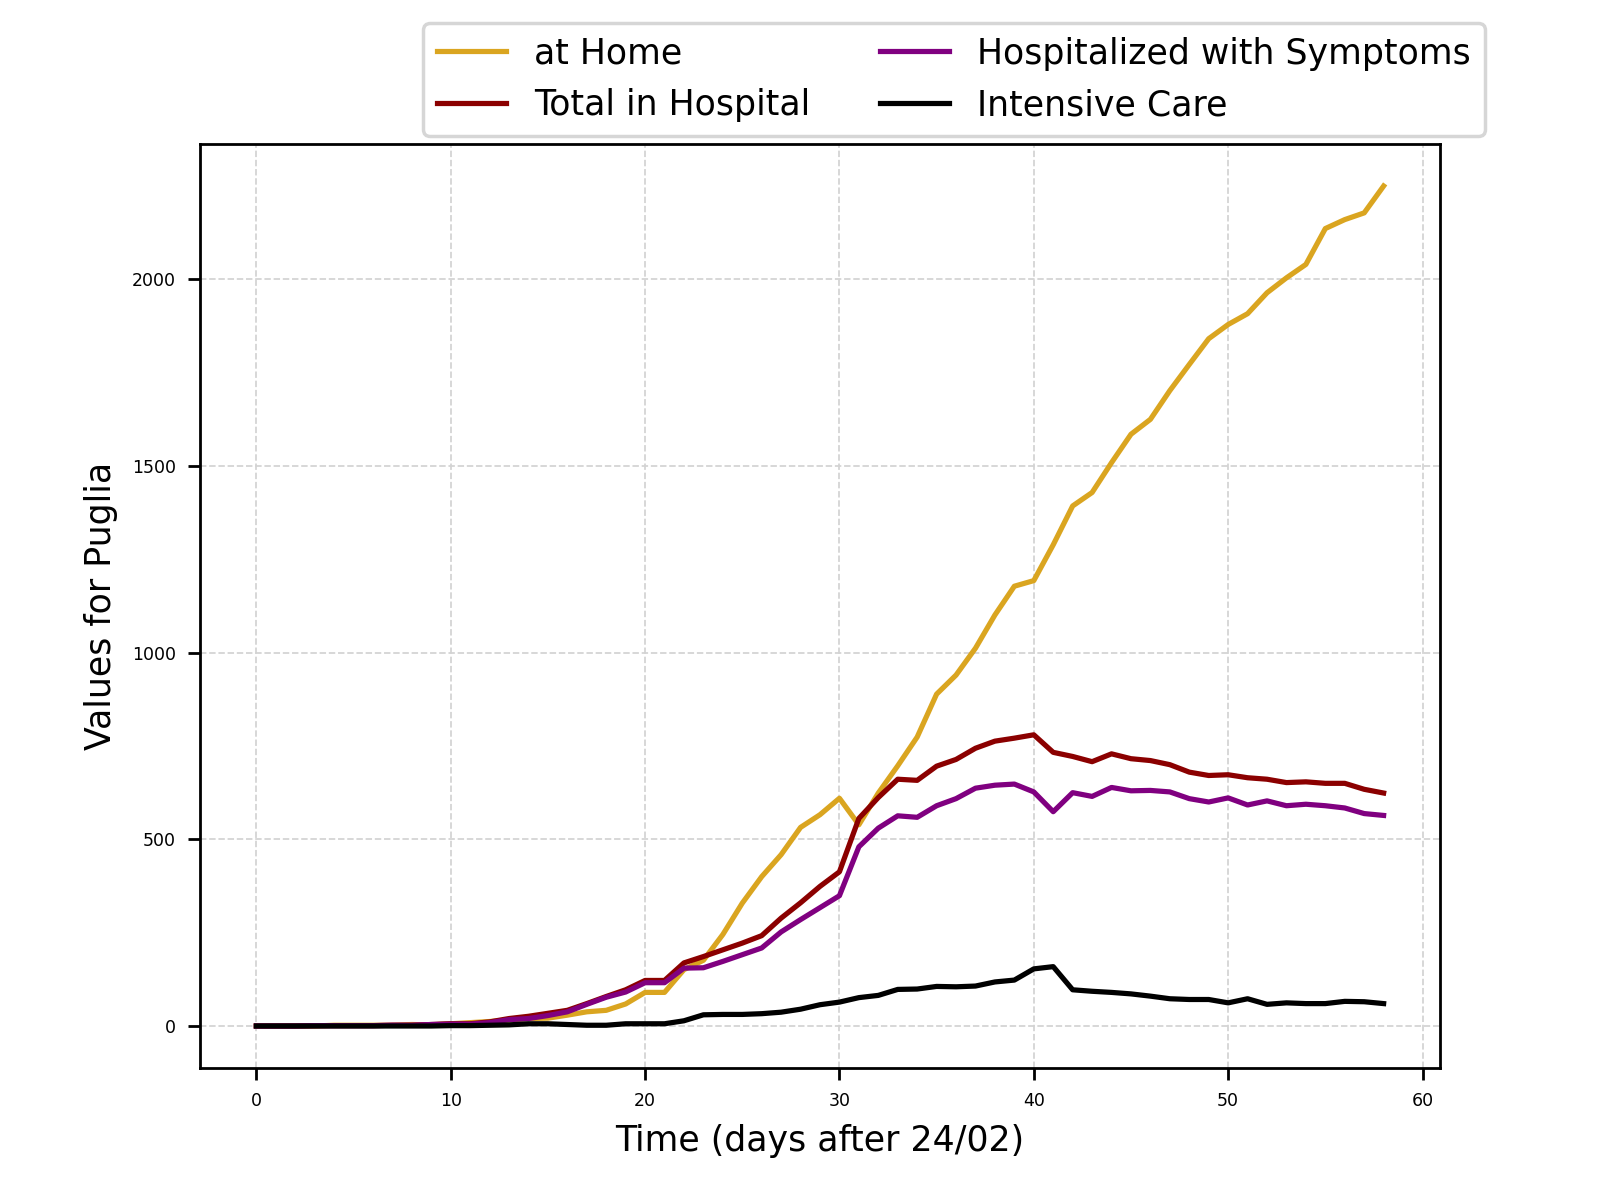 at Home
Total in Hospital
Hospitalized with Symptoms
Intensive Care
Values for Puglia
2000
1500
1000
500
0
0 10 20 30 40 50 60
Time (days after 24/02)